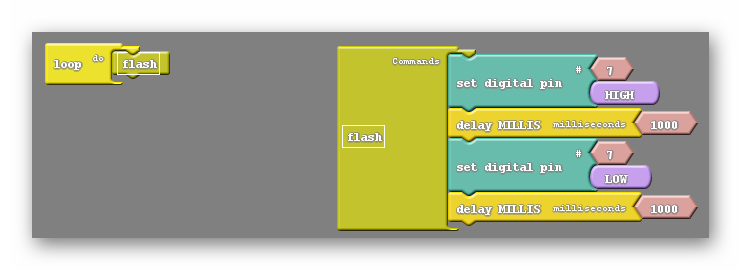 loop do flash
Commands
set digital pin # 7
HIGH
delay MILLIS milliseconds 1000
flash
set digital pin # 7
LOW
delay MILLIS milliseconds 1000